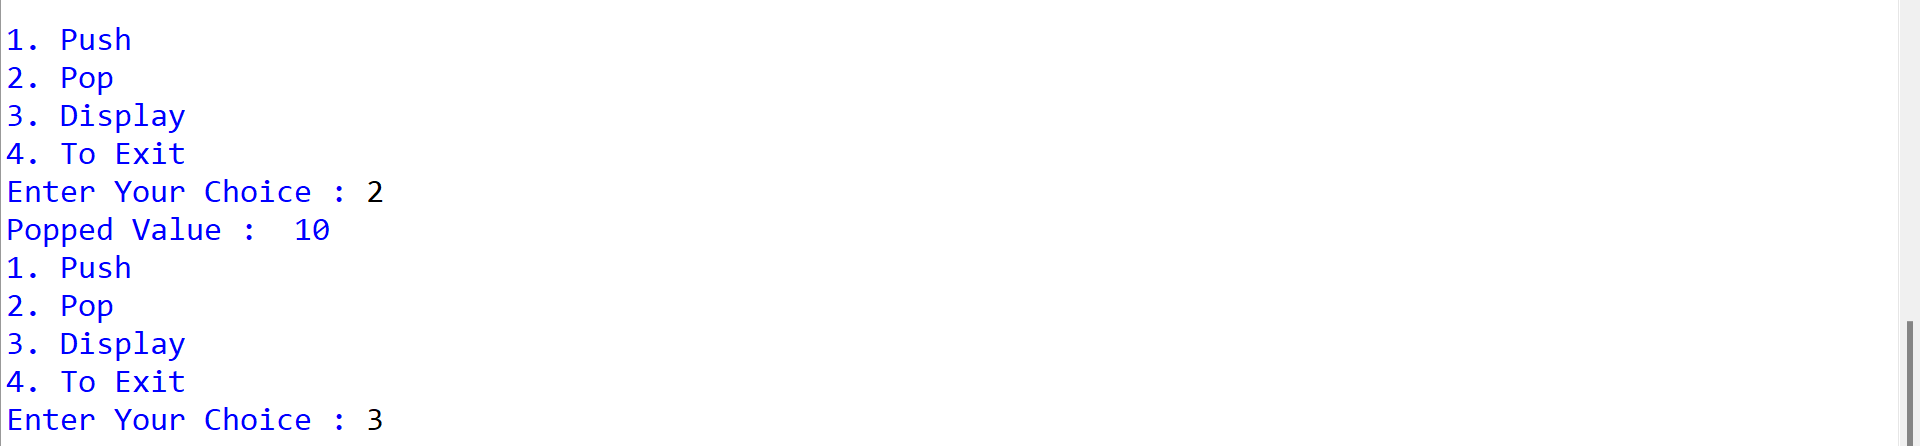 1. Push
2. Pop
3. Display
4. To Exit
Enter Your Choice : 2
Popped Value :  10
1. Push
2. Pop
3. Display
4. To Exit
Enter Your Choice : 3